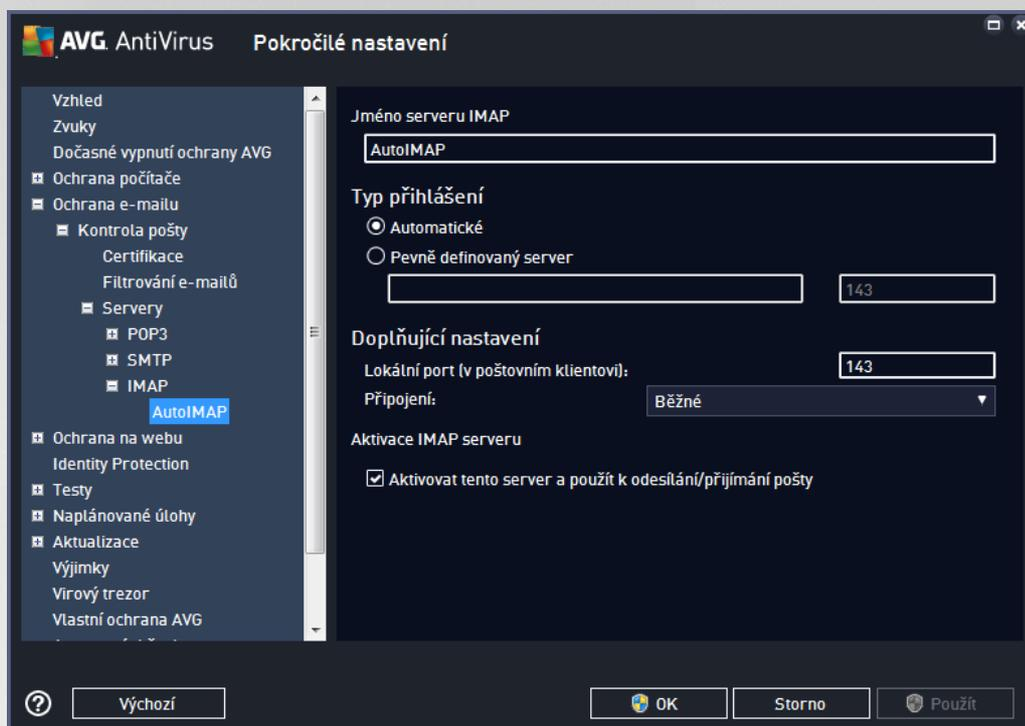 AVG. AntiVirus Pokročilé nastavení
Vzhled
Zvuky
Dočasné vypnutí ochrany AVG
Ochrana počítače
Ochrana e-mailu
Kontrola pošty
Certifikace
Filtrování e-mailů
Servery
POP3
SMTP
IMAP
AutoIMAP
Ochrana na webu
Identity Protection
Testy
Naplánované úlohy
Aktualizace
Výjimky
Virový trezor
Vlastní ochrana AVG
Jméno serveru IMAP
AutoIMAP
Typ přihlášení
Automatické
Pevně definovaný server
143
Doplňující nastavení
Lokální port (v poštovním klientovi): 143
Připojení: Běžné
Aktivace IMAP serveru
Aktivovat tento server a použít k odesílání/přijímání pošty
? Výchozí OK Storno Použít